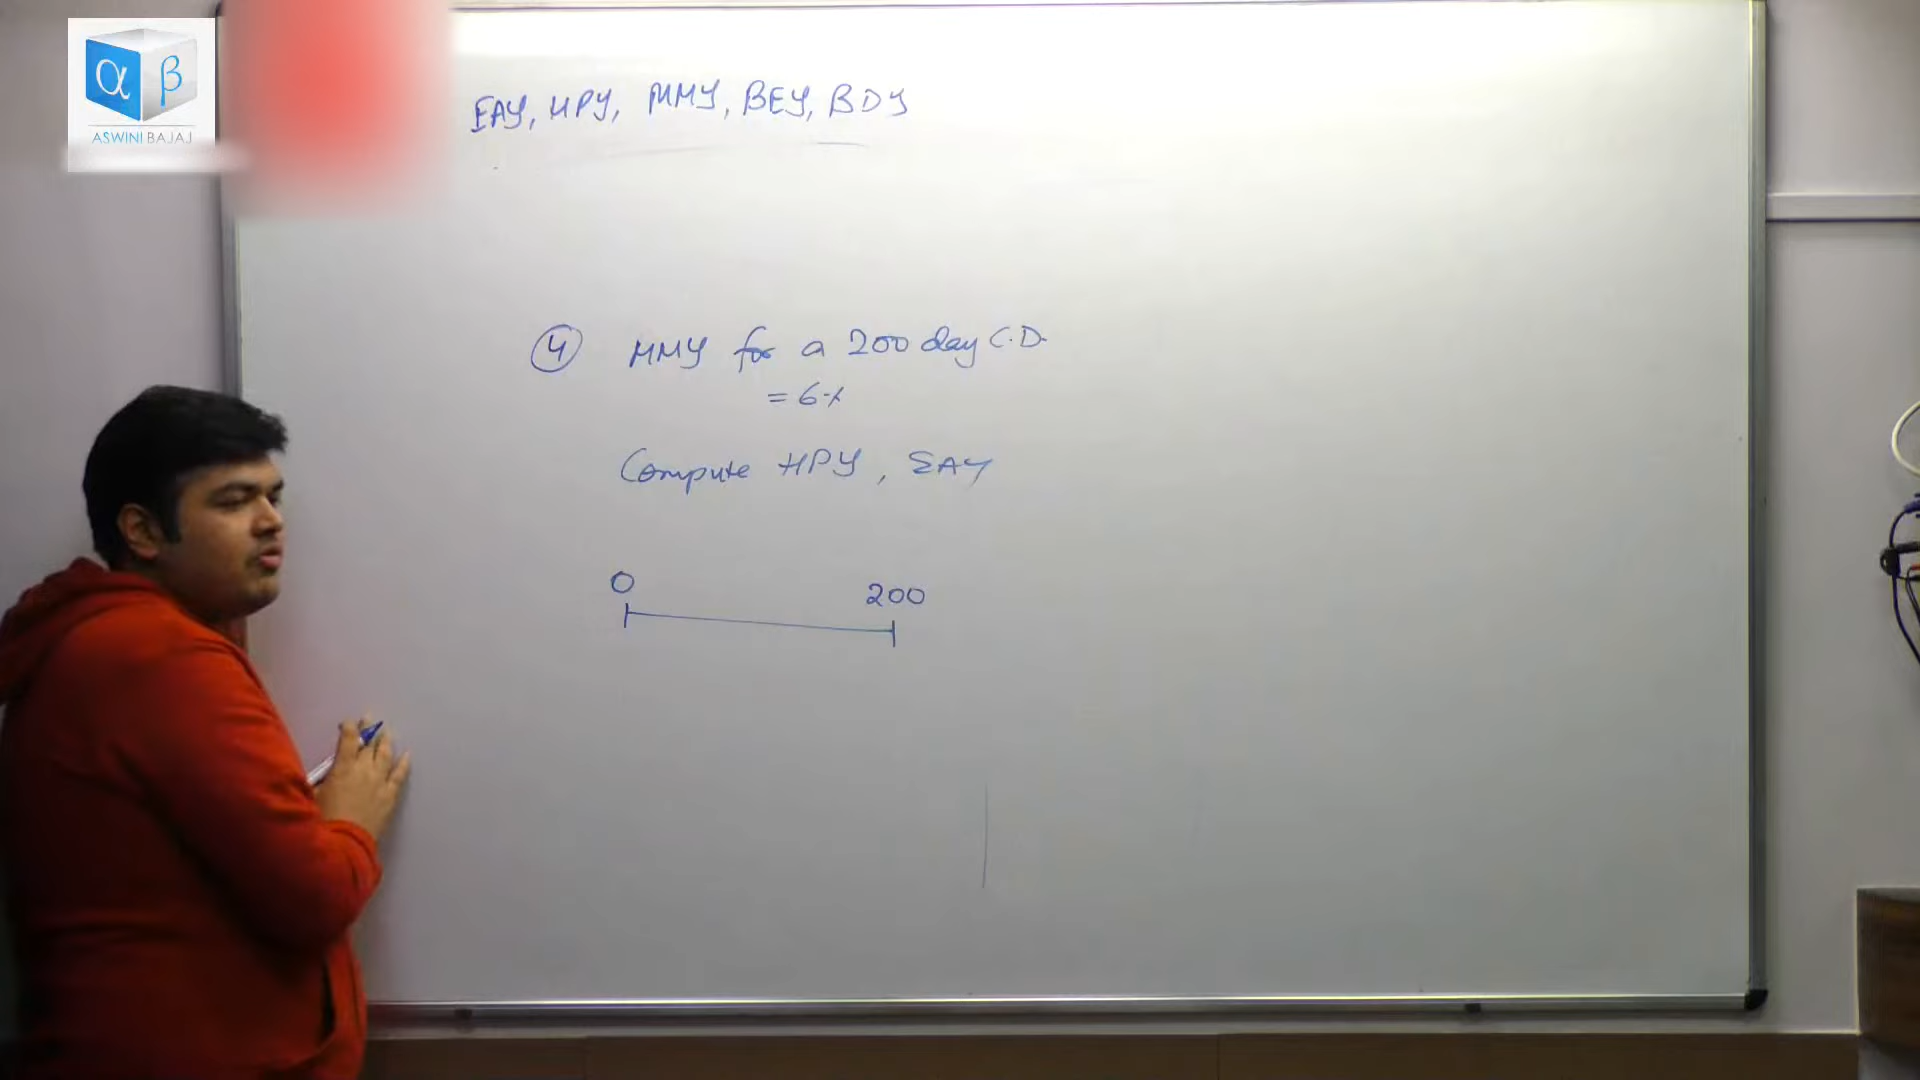 α β
ASWINI BAJAJ
EAY, HPY, MMY, BEY, BDY
4 MMY for a 200 day C.D.
= 6%
Compute HPY, EAY
0 200